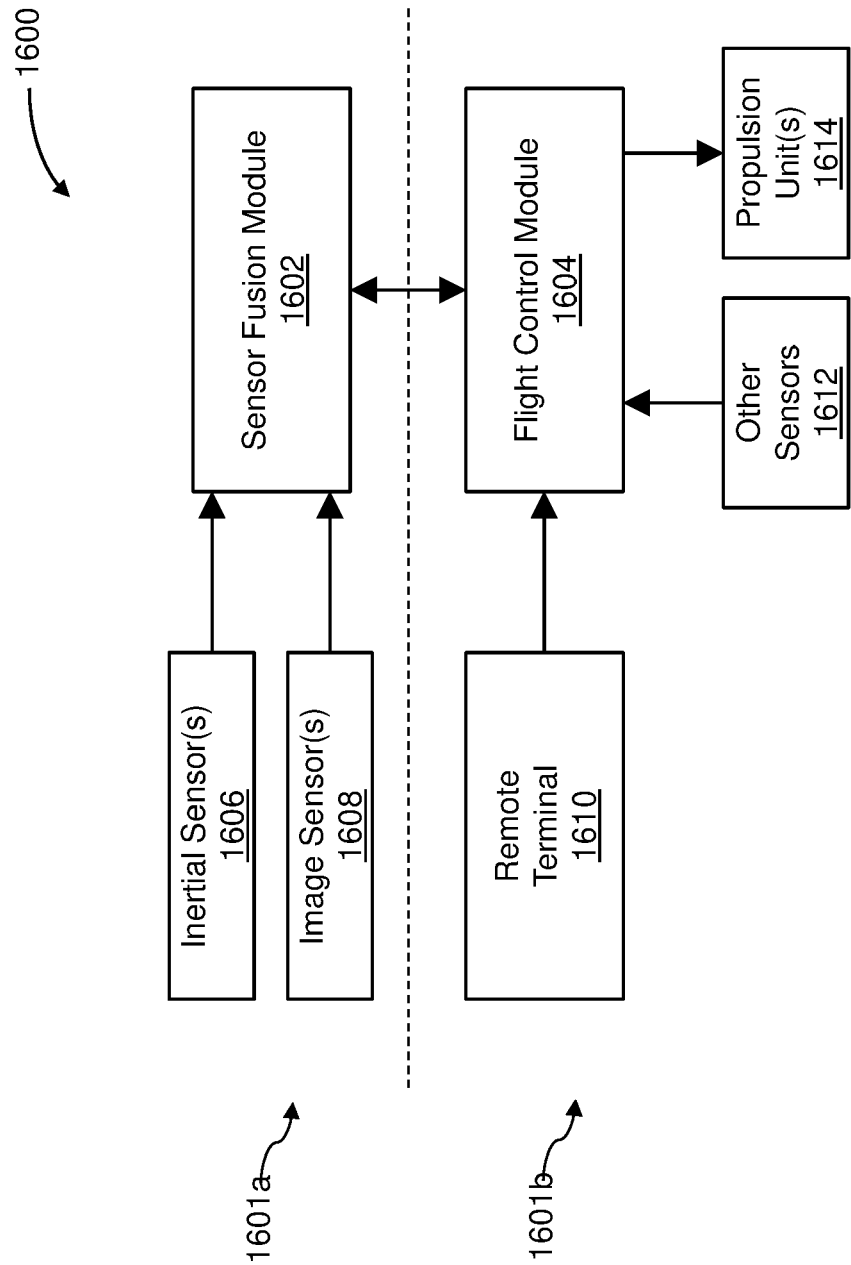 1600
1601a
Inertial Sensor(s)
1606
Image Sensor(s)
1608
Sensor Fusion Module
1602
1601b
Remote
Terminal
1610
Flight Control Module
1604
Other
Sensors
1612
Propulsion
Unit(s)
1614